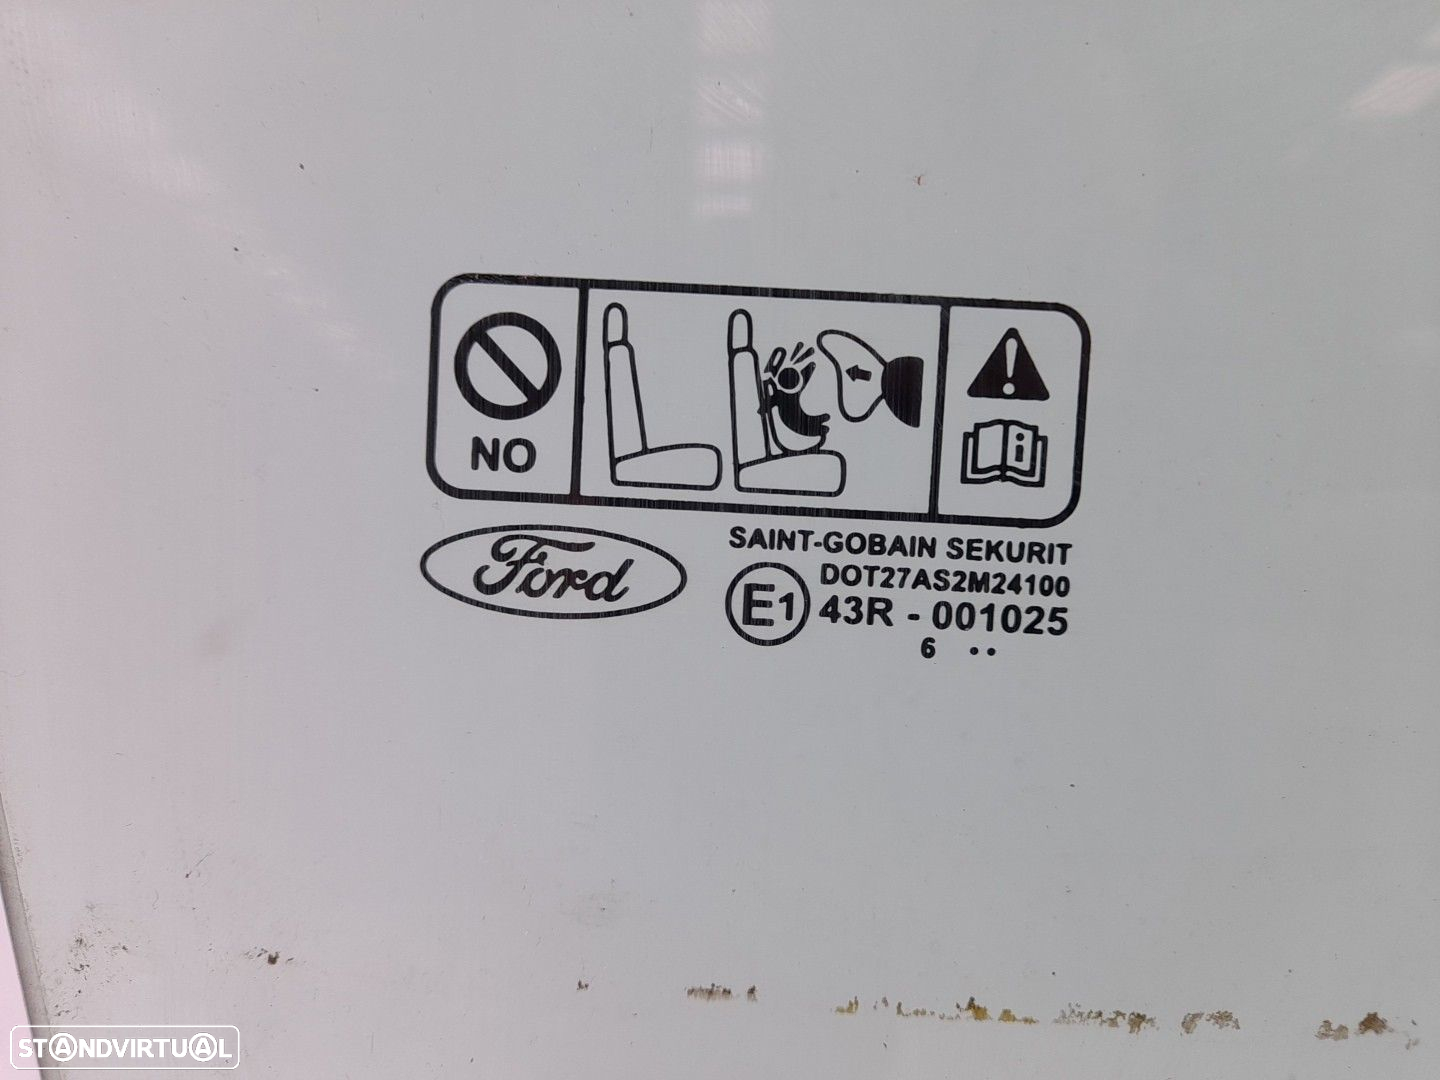 NO
i
Ford
SAINT-GOBAIN SEKURIT
DOT27AS2M24100
E1 43R - 001025
6 ..
STANDVIRTUAL